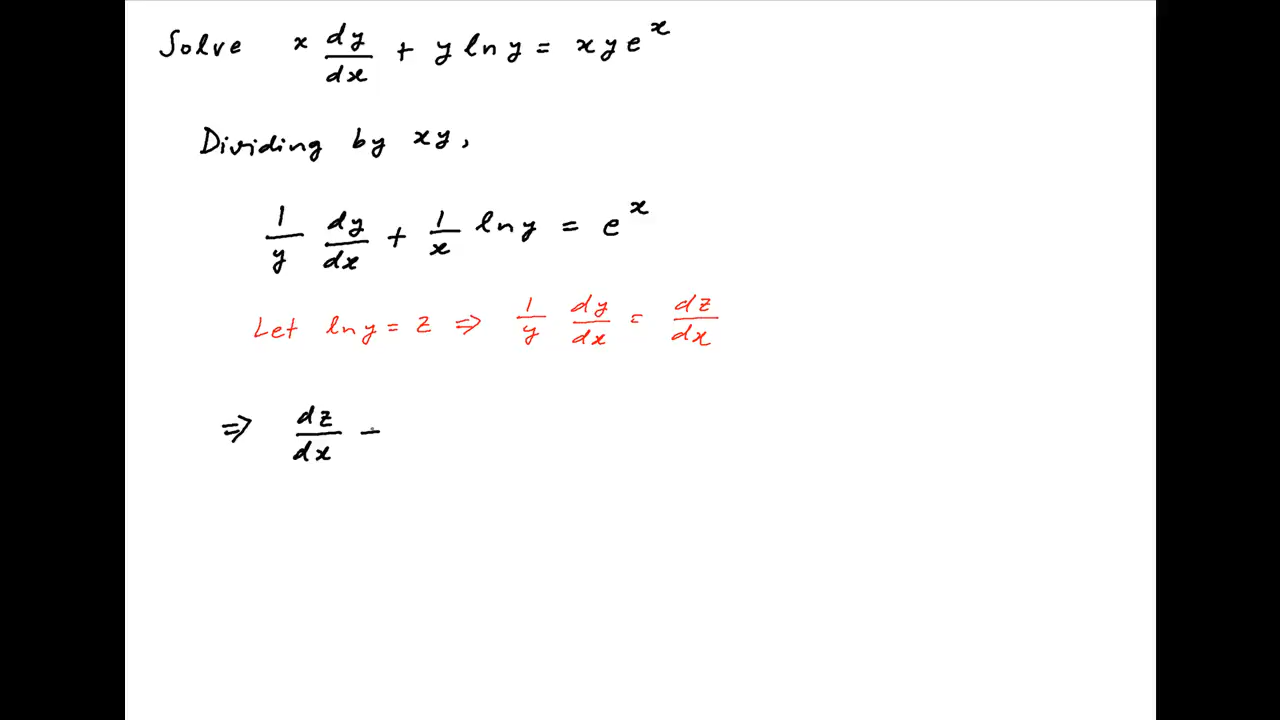 Solve x dy/dx + y ln y = x y e^x
Dividing by xy,
1/y dy/dx + 1/x ln y = e^x
Let ln y = z ⇒ 1/y dy/dx = dz/dx
⇒ dz/dx -